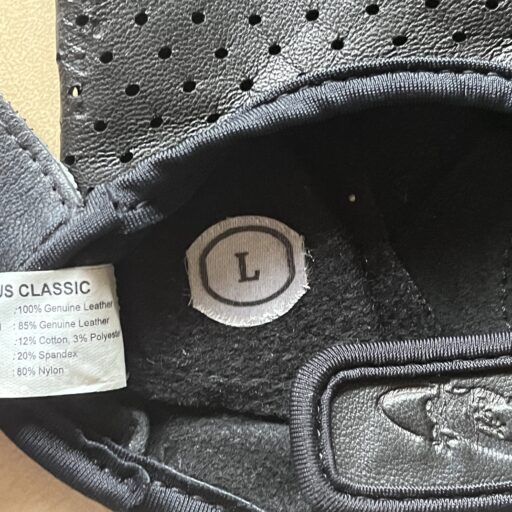 US CLASSIC
:100% Genuine Leather
: 85% Genuine Leather
:12% Cotton, 3% Polyester
:20% Spandex
:80% Nylon
L